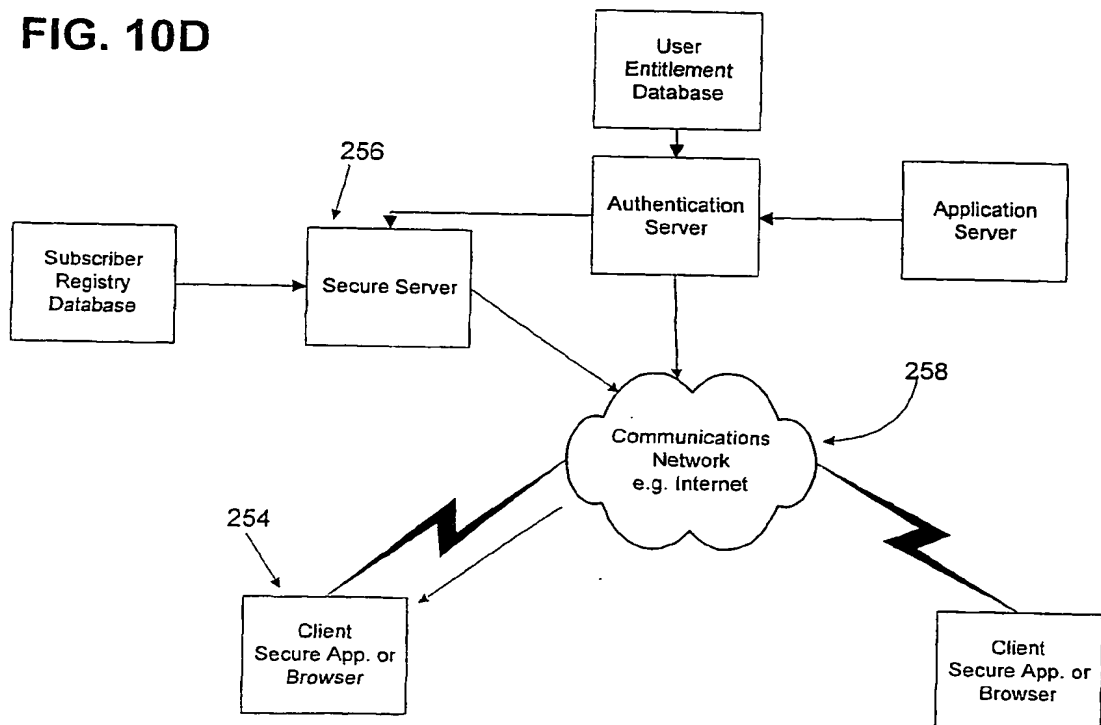 FIG. 10D
User
Entitlement
Database
256
Authentication
Server
Application
Server
Subscriber
Registry
Database
Secure Server
258
Communications
Network
e.g. Internet
254
Client
Secure App. or
Browser
Client
Secure App. or
Browser